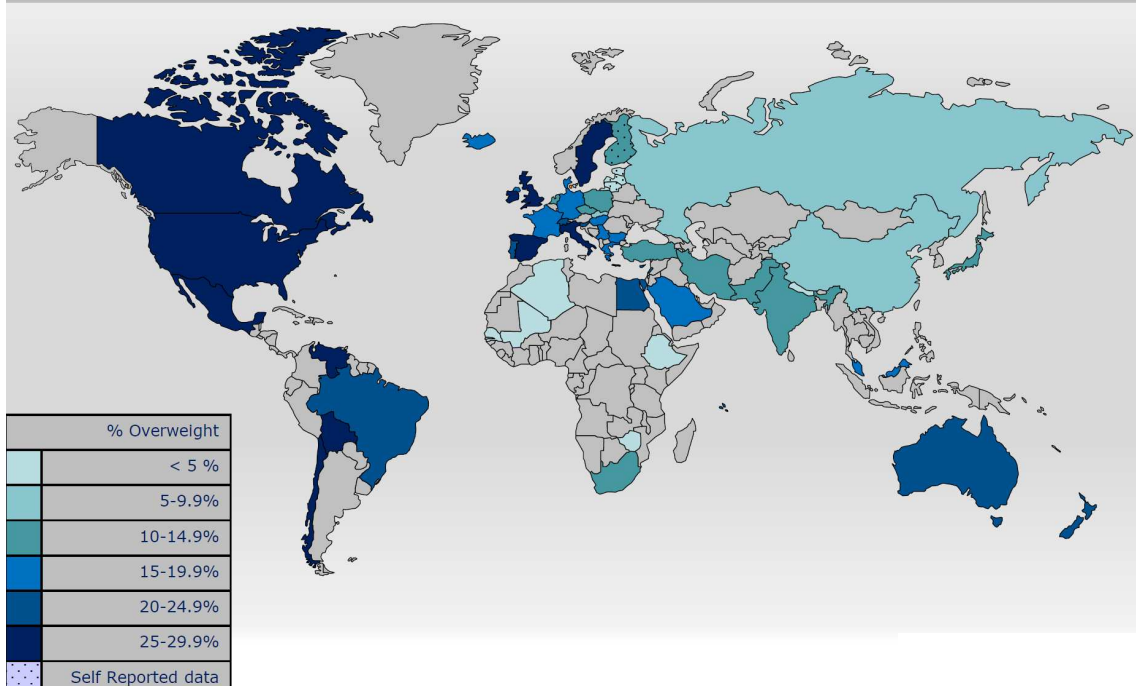 % Overweight
< 5 %
5-9.9%
10-14.9%
15-19.9%
20-24.9%
25-29.9%
Self Reported data